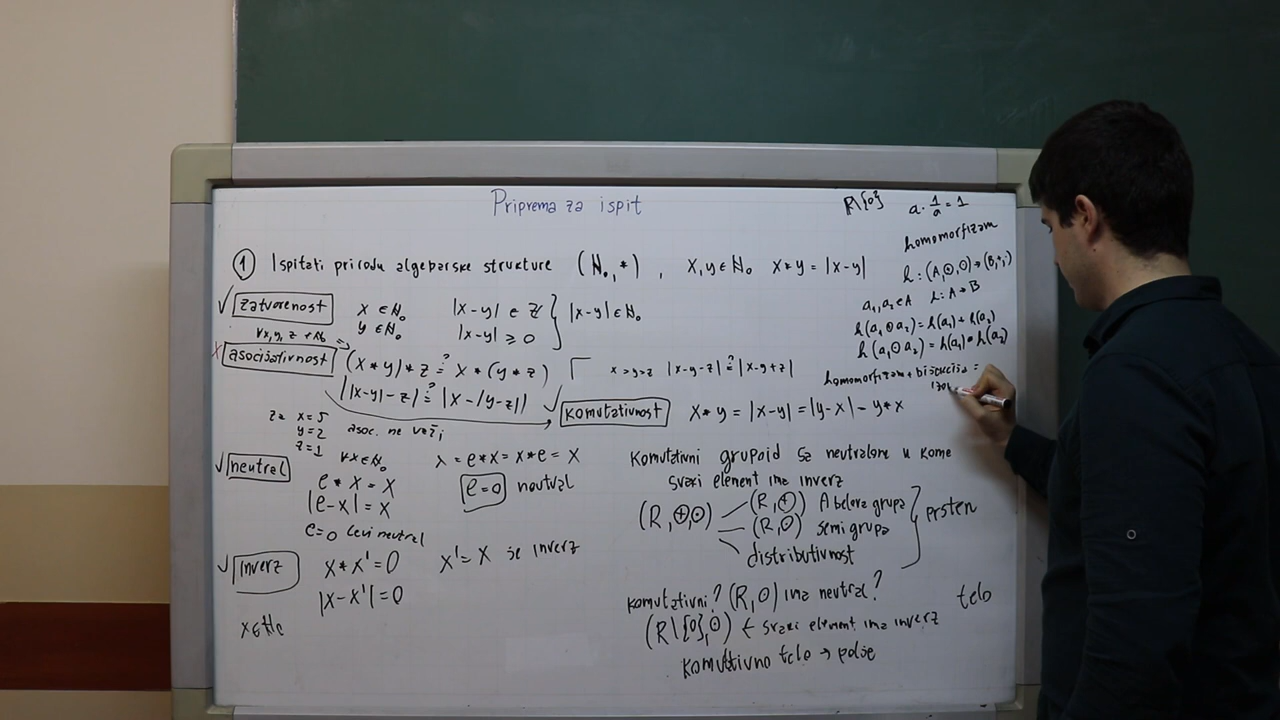 Priprema za ispit
① Ispitati prirodu algebarske strukture (ℕ₀,*), x,y∈ℕ₀ x*y = |x-y|
✓ zatvorenost
x ∈ ℕ₀
y ∈ ℕ₀
|x-y| ∈ ℤ
|x-y| ≥ 0
} |x-y| ∈ ℕ₀
∀x,y,z ∈ ℕ₀ ⇒
x asocijativnost (x*y)*z ≟ x*(y*z)
||x-y|-z| ≟ |x-|y-z||
x>y>z |x-y-z| ≟ |x-y+z|
za x=5
y=2
z=1
asoc. ne važi
✓ komutativnost x*y = |x-y| = |y-x| = y*x
✓ neutral
∀x∈ℕ₀
e*x = x
|e-x| = x
e=0 levi neutral
x = e*x = x*e = x
e=0 neutral
✓ inverz
x*x' = 0
|x-x'| = 0
x' = x je inverz
x∈ℕ₀
Komutativni grupoid sa neutralom u kome
svaki element ima inverz
(R,⊕,⊙)
(R,⊕) Abelova grupa
(R,⊙) semigrupa
distributivnost
} prsten
komutativni? (R,⊙) ima neutral?
(R\{0},⊙) ← svaki element ima inverz
telo
komutativno telo → polje
R\{0} a·1/a = 1
homomorfizam
h:(A,⊕,⊙)→(B,+,·)
a₁,a₂∈A h:A→B
h(a₁⊕a₂)=h(a₁)+h(a₂)
h(a₁⊙a₂)=h(a₁)·h(a₂)
homomorfizam + bijekcija =
izo